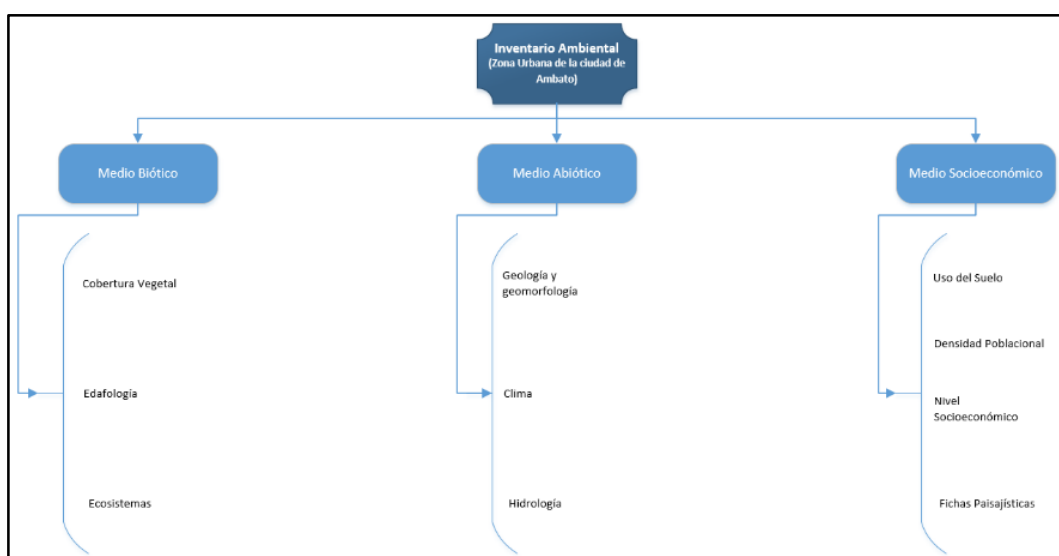 Inventario Ambiental
(Zona Urbana de la ciudad de
Ambato)
Medio Biótico
Medio Abiótico
Medio Socioeconómico
Cobertura Vegetal
Edafología
Ecosistemas
Geología y
geomorfología
Clima
Hidrología
Uso del Suelo
Densidad Poblacional
Nivel
Socioeconómico
Fichas Paisajísticas